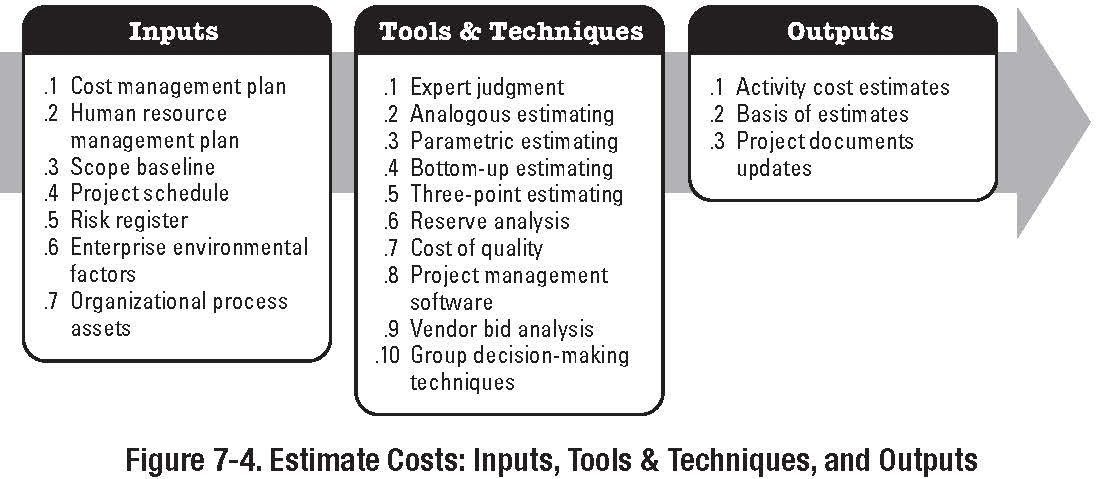 Inputs
.1 Cost management plan
.2 Human resource
management plan
.3 Scope baseline
.4 Project schedule
.5 Risk register
.6 Enterprise environmental
factors
.7 Organizational process
assets
Tools & Techniques
.1 Expert judgment
.2 Analogous estimating
.3 Parametric estimating
.4 Bottom-up estimating
.5 Three-point estimating
.6 Reserve analysis
.7 Cost of quality
.8 Project management
software
.9 Vendor bid analysis
.10 Group decision-making
techniques
Outputs
.1 Activity cost estimates
.2 Basis of estimates
.3 Project documents
updates
Figure 7-4. Estimate Costs: Inputs, Tools & Techniques, and Outputs